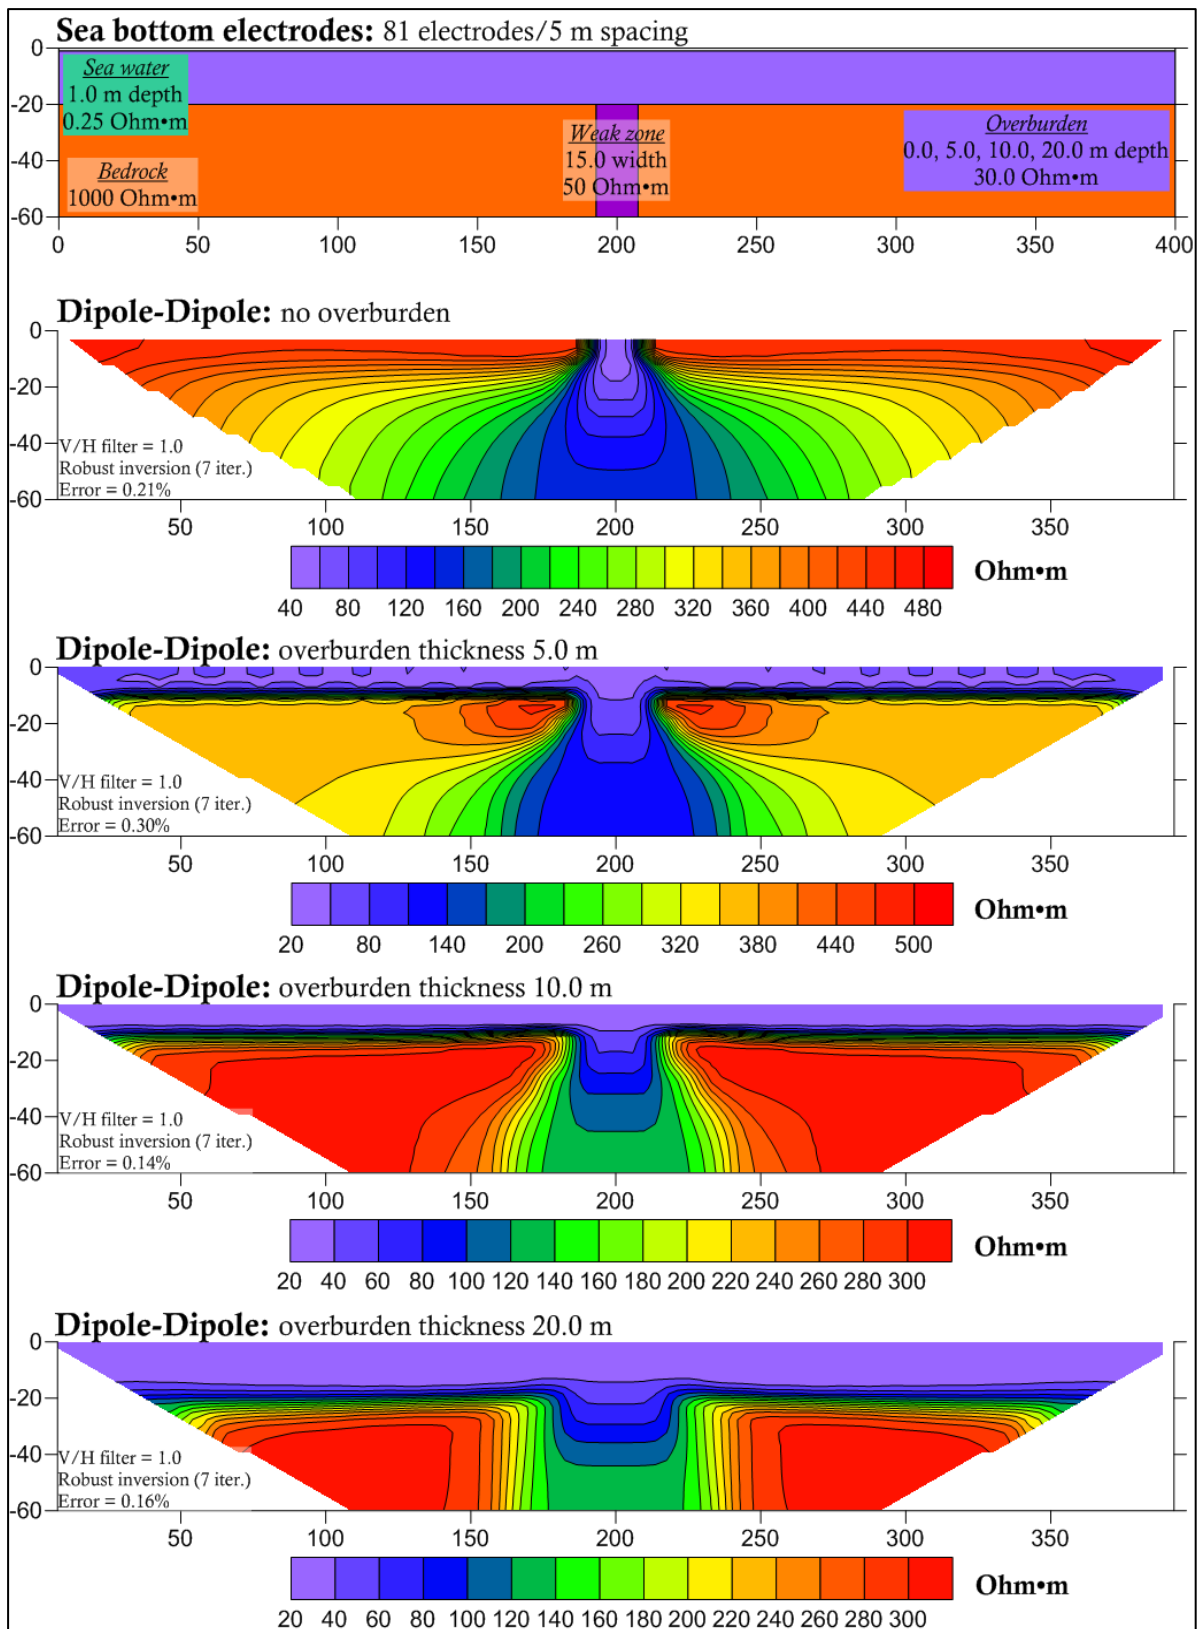 Sea bottom electrodes: 81 electrodes/5 m spacing
0
-20
-40
-60
Sea water
1.0 m depth
0.25 Ohm•m
Bedrock
1000 Ohm•m
Weak zone
15.0 width
50 Ohm•m
Overburden
0.0, 5.0, 10.0, 20.0 m depth
30.0 Ohm•m
0 50 100 150 200 250 300 350 400
Dipole-Dipole: no overburden
0
-20
-40
-60
V/H filter = 1.0
Robust inversion (7 iter.)
Error = 0.21%
50 100 150 200 250 300 350
Ohm•m
40 80 120 160 200 240 280 320 360 400 440 480
Dipole-Dipole: overburden thickness 5.0 m
0
-20
-40
-60
V/H filter = 1.0
Robust inversion (7 iter.)
Error = 0.30%
50 100 150 200 250 300 350
Ohm•m
20 80 140 200 260 320 380 440 500
Dipole-Dipole: overburden thickness 10.0 m
0
-20
-40
-60
V/H filter = 1.0
Robust inversion (7 iter.)
Error = 0.14%
50 100 150 200 250 300 350
Ohm•m
20 40 60 80 100 120 140 160 180 200 220 240 260 280 300
Dipole-Dipole: overburden thickness 20.0 m
0
-20
-40
-60
V/H filter = 1.0
Robust inversion (7 iter.)
Error = 0.16%
50 100 150 200 250 300 350
Ohm•m
20 40 60 80 100 120 140 160 180 200 220 240 260 280 300